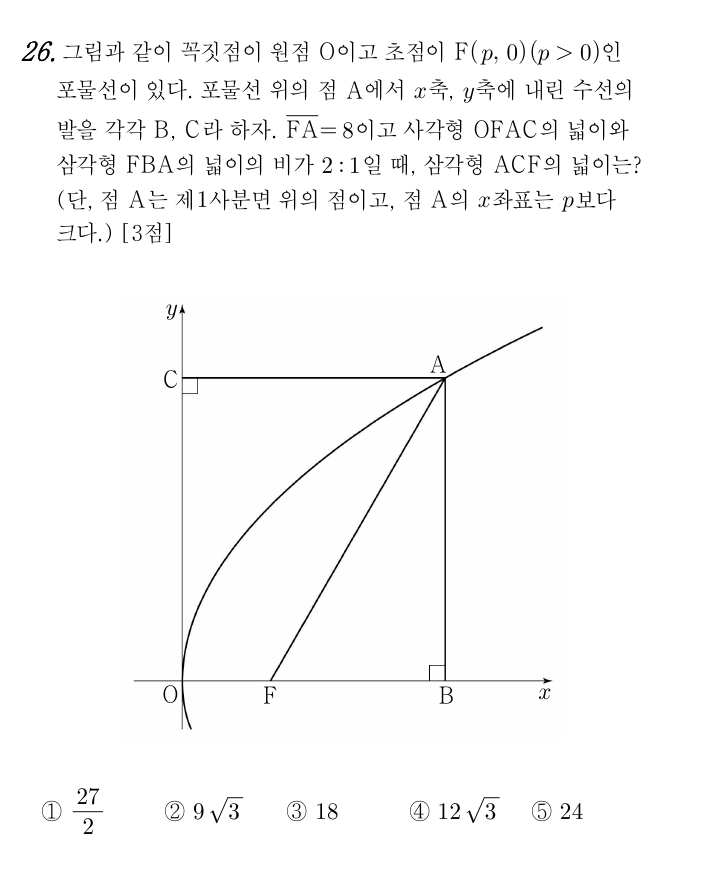 26. 그림과 같이 꼭짓점이 원점 O이고 초점이 F(p, 0)(p > 0)인
포물선이 있다. 포물선 위의 점 A에서 x축, y축에 내린 수선의
발을 각각 B, C라 하자. $\overline{FA}$ = 8이고 사각형 OFAC의 넓이와
삼각형 FBA의 넓이의 비가 2 : 1일 때, 삼각형 ACF의 넓이는?
(단, 점 A는 제1사분면 위의 점이고, 점 A의 x좌표는 p보다
크다.) [3점]
y
C A
O F B x
① 27/2 ② 9√3 ③ 18 ④ 12√3 ⑤ 24